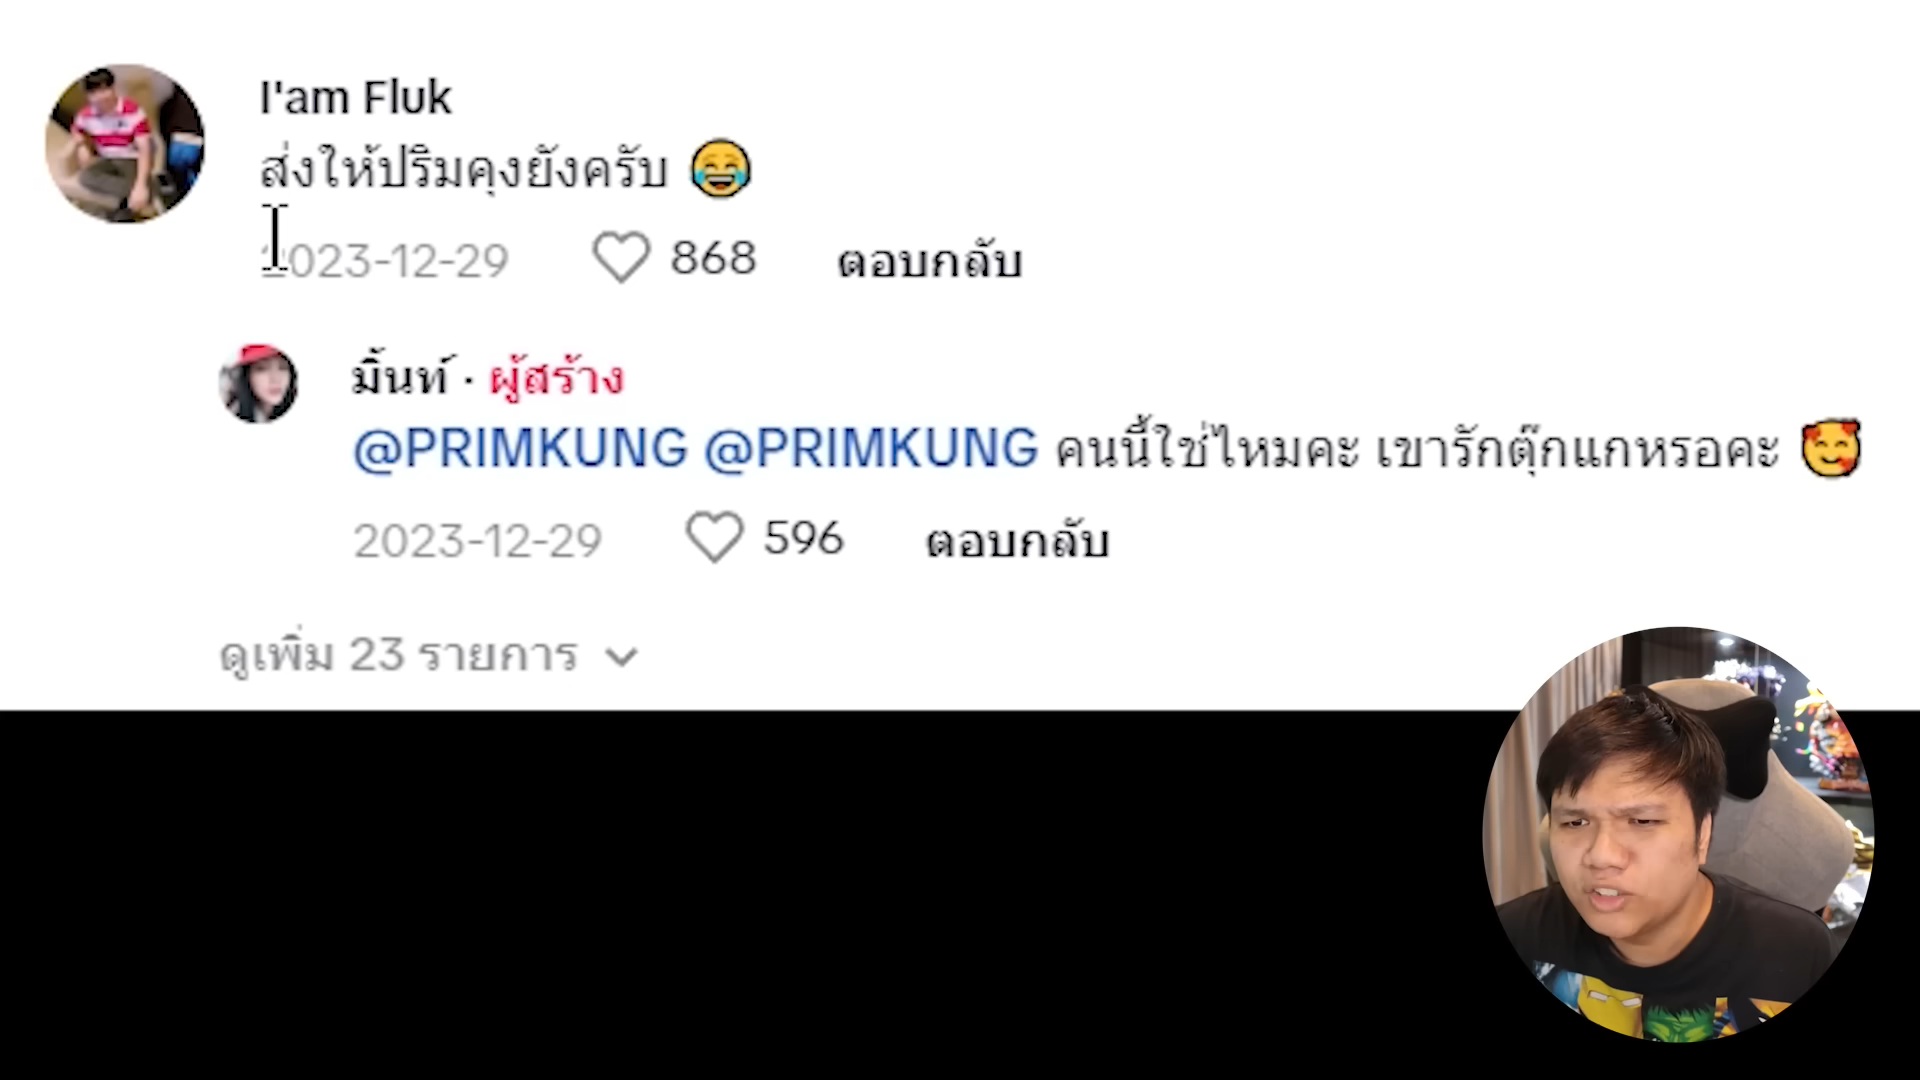 I'am Fluk
ส่งให้ปริมคุงยังครับ 😂
2023-12-29 868 ตอบกลับ
มิ้นท์ · ผู้สร้าง
@PRIMKUNG @PRIMKUNG คนนี้ใช่ไหมคะ เขารักตุ๊กแกหรอคะ 🥰
2023-12-29 596 ตอบกลับ
ดูเพิ่ม 23 รายการ